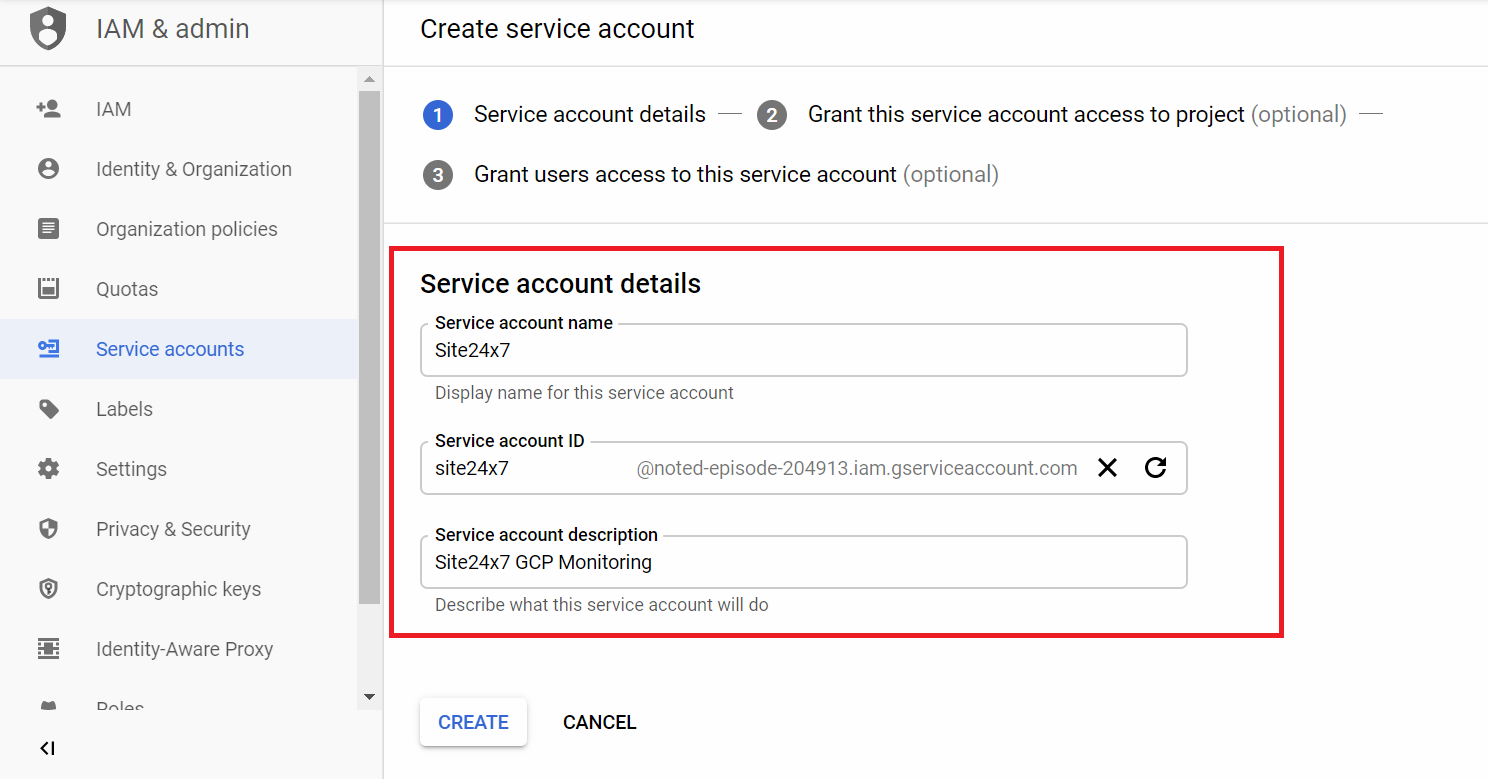 IAM & admin
IAM
Identity & Organization
Organization policies
Quotas
Service accounts
Labels
Settings
Privacy & Security
Cryptographic keys
Identity-Aware Proxy
Roles
Create service account
1 Service account details — 2 Grant this service account access to project (optional) —
3 Grant users access to this service account (optional)
Service account details
Service account name
Site24x7
Display name for this service account
Service account ID
site24x7 @noted-episode-204913.iam.gserviceaccount.com
Service account description
Site24x7 GCP Monitoring
Describe what this service account will do
CREATE CANCEL